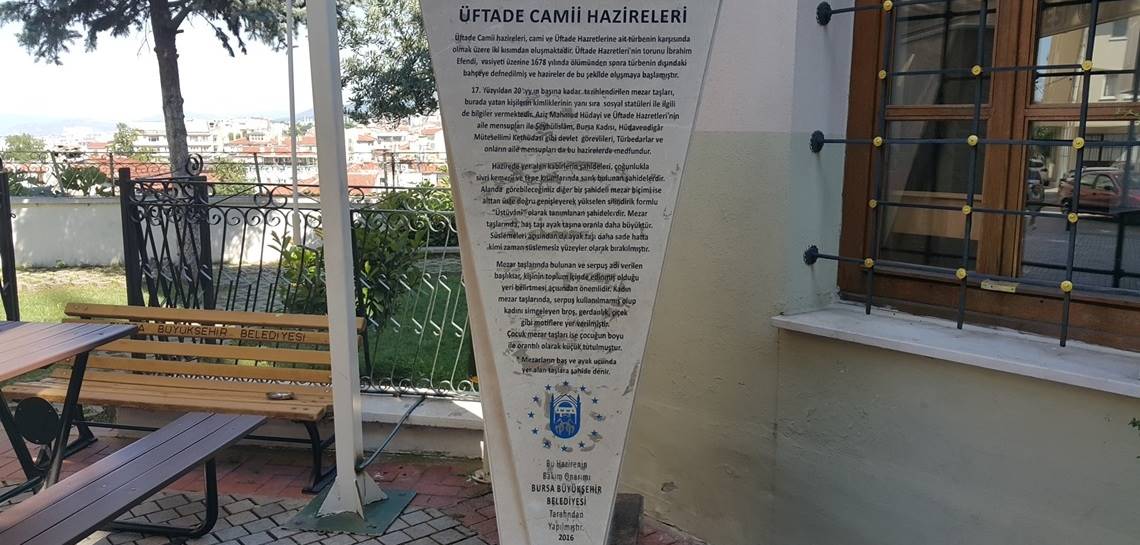 ÜFTADE CAMİİ HAZİRELERİ
Üftade Camii hazireleri, cami ve Üftade Hazretlerine ait türbenin karşısında
olmak üzere iki kısımdan oluşmaktadır. Üftade Hazretleri'nin torunu İbrahim
Efendi, vasiyeti üzerine 1678 yılında ölümünden sonra türbenin dışındaki
bahçeye defnedilmiş ve hazireler de bu şekilde oluşmaya başlamıştır.
17. Yüzyıldan 20.yy.ın başına kadar tarihlendirilen mezar taşları,
burada yatan kişilerin kimliklerinin yanı sıra sosyal statüleri ile ilgili
de bilgiler vermektedir. Aziz Mahmud Hüdayi ve Üftade Hazretleri'nin
aile mensupları ile Şeyhülislam, Bursa Kadısı, Hüdavendigâr
Mütesellimi Kethüdası gibi devlet görevlileri, Türbedarlar ve
onların aile mensupları da bu hazirelerde medfundur.
Hazirede yer alan kabirlerin şahideleri, çoğunlukla
sivri kemerli ve tepe kısımlarında sarık bulunan şahidelerdir.
Alanda görebileceğimiz diğer bir şahideli mezar biçimi ise
alttan üste doğru genişleyerek yükselen silindirik formlu
"Üstüvâni" olarak tanımlanan şahidelerdir. Mezar
taşlarında, baş taşı ayak taşına oranla daha büyüktür.
Süslemeleri açısından da ayak taşı daha sade hatta
kimi zaman süslemesiz yüzeyler olarak bırakılmıştır.
Mezar taşlarında bulunan ve serpuş adı verilen
başlıklar, kişinin toplum içinde edinmiş olduğu
yeri belirtmesi açısından önemlidir. Kadın
mezar taşlarında, serpuş kullanılmamış olup
kadını simgeleyen broş, gerdanlık, çiçek
gibi motiflere yer verilmiştir.
Çocuk mezar taşları ise çocuğun boyu
ile orantılı olarak küçük tutulmuştur.
* Mezarların baş ve ayak ucunda
yer alan taşlara şahide denir.
Bu Hazirenin
Bakım Onarımı
BURSA BÜYÜKŞEHİR
BELEDİYESİ
Tarafından
Yapılmıştır.
2016
BURSA BÜYÜKŞEHİR BELEDİYESİ